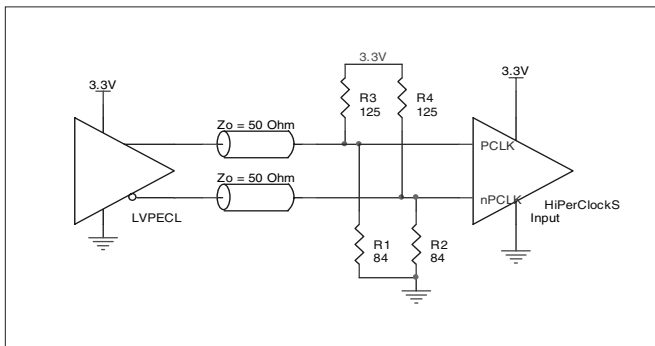 3.3V
3.3V
3.3V
R3
125
R4
125
Zo = 50 Ohm
PCLK
Zo = 50 Ohm
nPCLK
HiPerClockS
Input
LVPECL
R1
84
R2
84